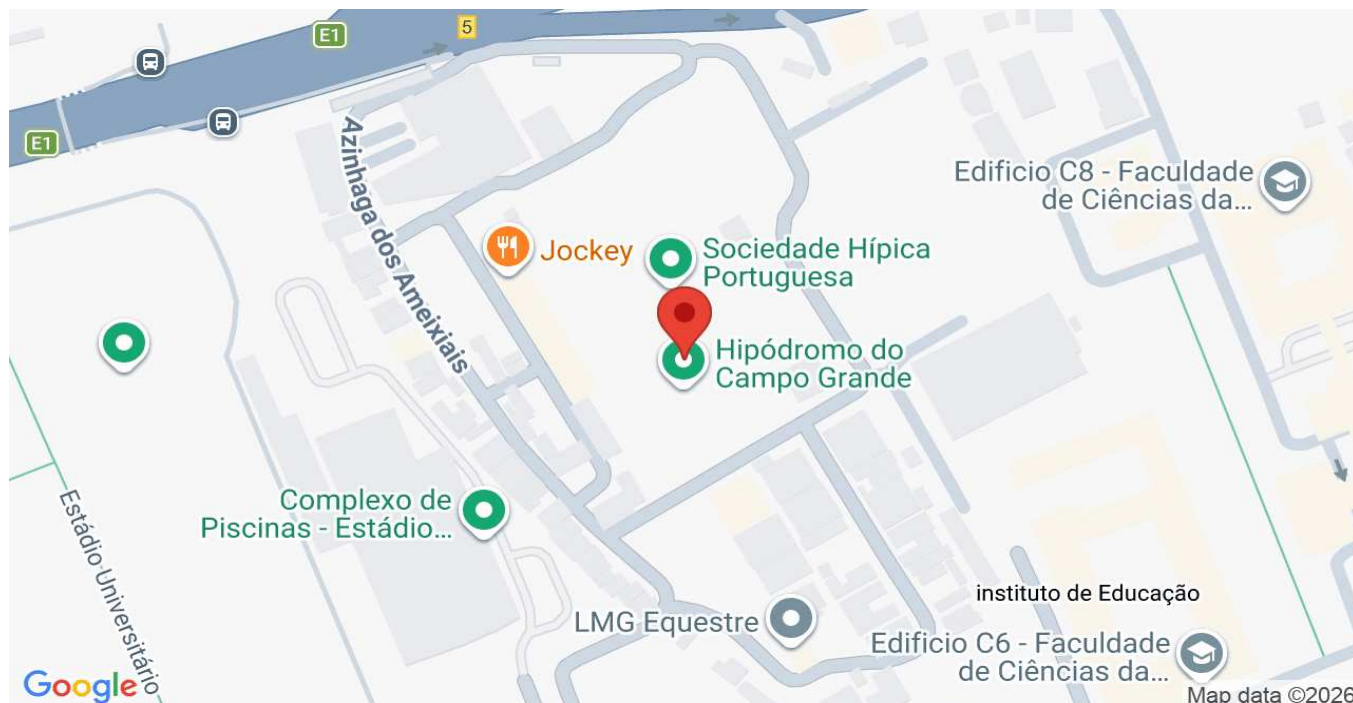 E1
5
E1
Azinhaga dos Ameixiais
Edificio C8 - Faculdade
de Ciências da...
Jockey
Sociedade Hípica
Portuguesa
Hipódromo do
Campo Grande
Complexo de
Piscinas - Estádio...
Estádio Universitário
instituto de Educação
LMG Equestre
Edificio C6 - Faculdade
de Ciências da...
Google
Map data ©2026